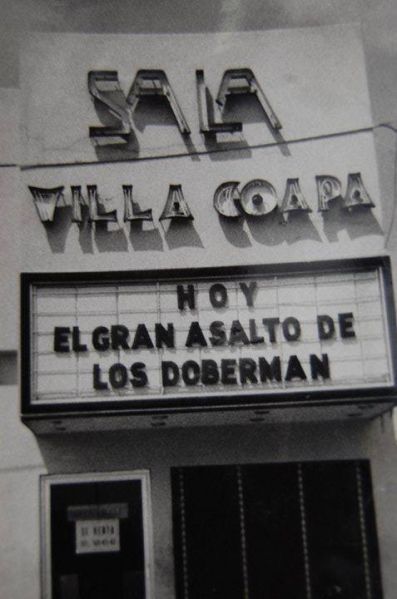 SALA
VILLA COAPA
HOY
EL GRAN ASALTO DE
LOS DOBERMAN
SE RENTA